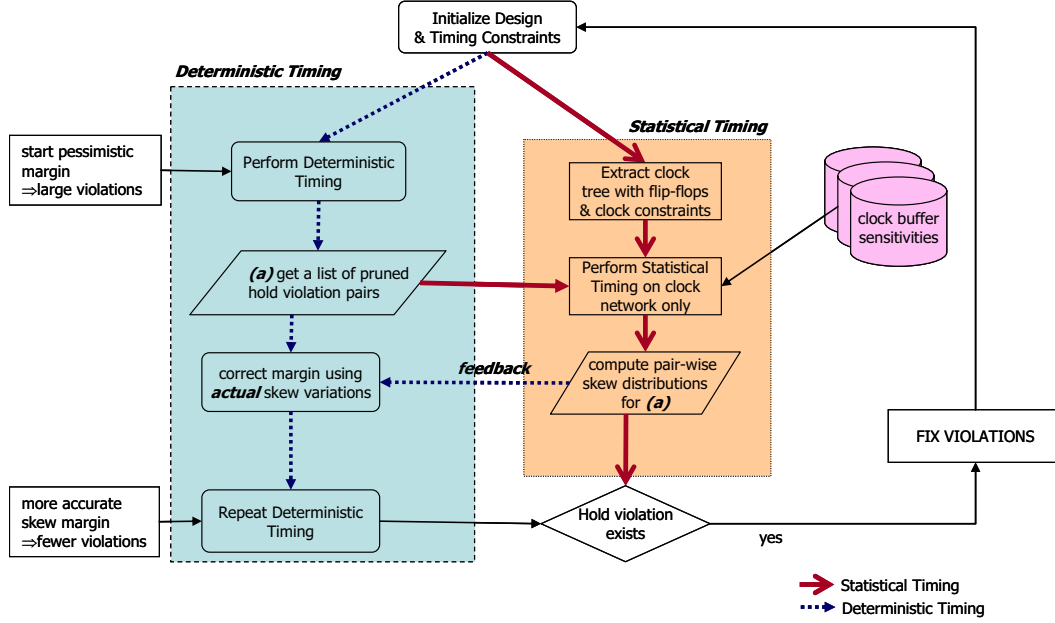 Initialize Design
& Timing Constraints
Deterministic Timing
Statistical Timing
start pessimistic
margin
⇒large violations
Perform Deterministic
Timing
Extract clock
tree with flip-flops
& clock constraints
clock buffer
sensitivities
(a) get a list of pruned
hold violation pairs
Perform Statistical
Timing on clock
network only
correct margin using
actual skew variations
feedback
compute pair-wise
skew distributions
for (a)
FIX VIOLATIONS
more accurate
skew margin
⇒fewer violations
Repeat Deterministic
Timing
Hold violation
exists
yes
Statistical Timing
Deterministic Timing